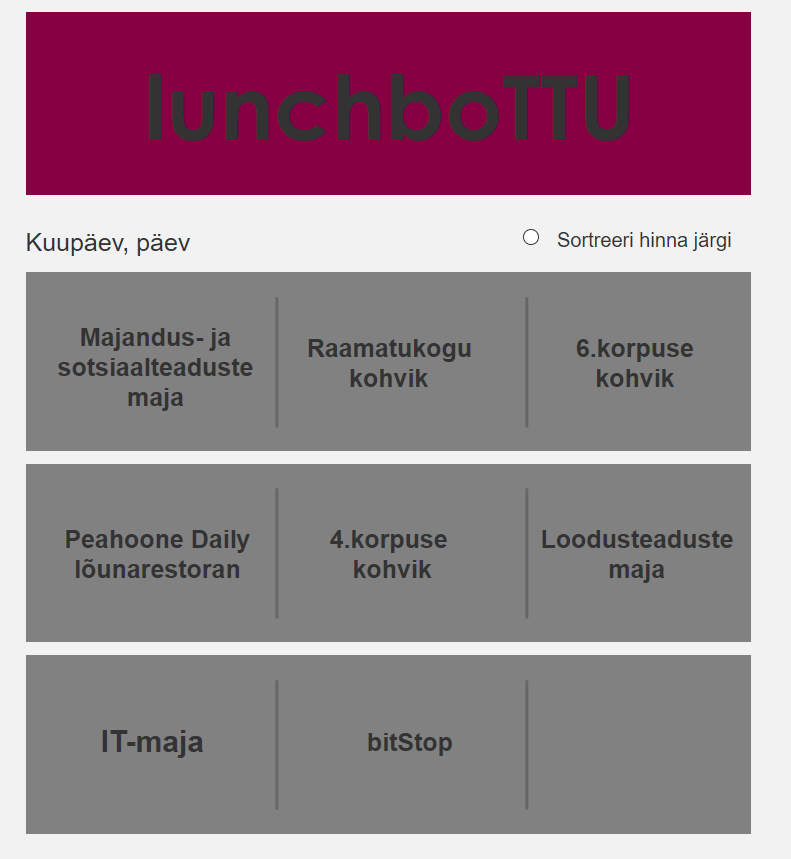 lunchboTTU
Kuupäev, päev
Sortreeri hinna järgi
Majandus- ja
sotsiaalteaduste
maja
Raamatukogu
kohvik
6.korpuse
kohvik
Peahoone Daily
lõunarestoran
4.korpuse
kohvik
Loodusteaduste
maja
IT-maja
bitStop